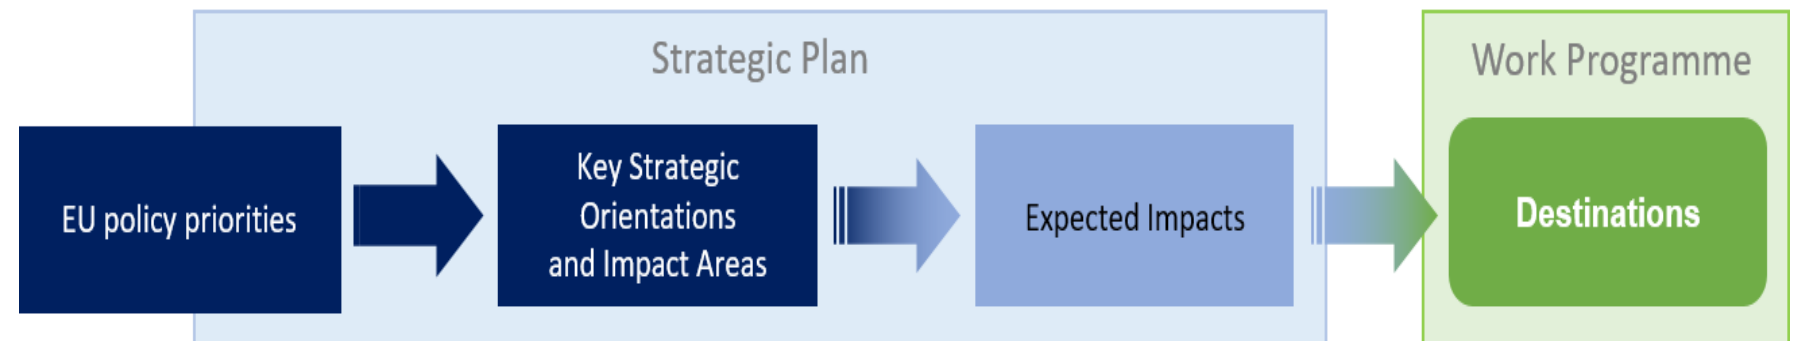 Strategic Plan
Work Programme
EU policy priorities
Key Strategic
Orientations
and Impact Areas
Expected Impacts
Destinations